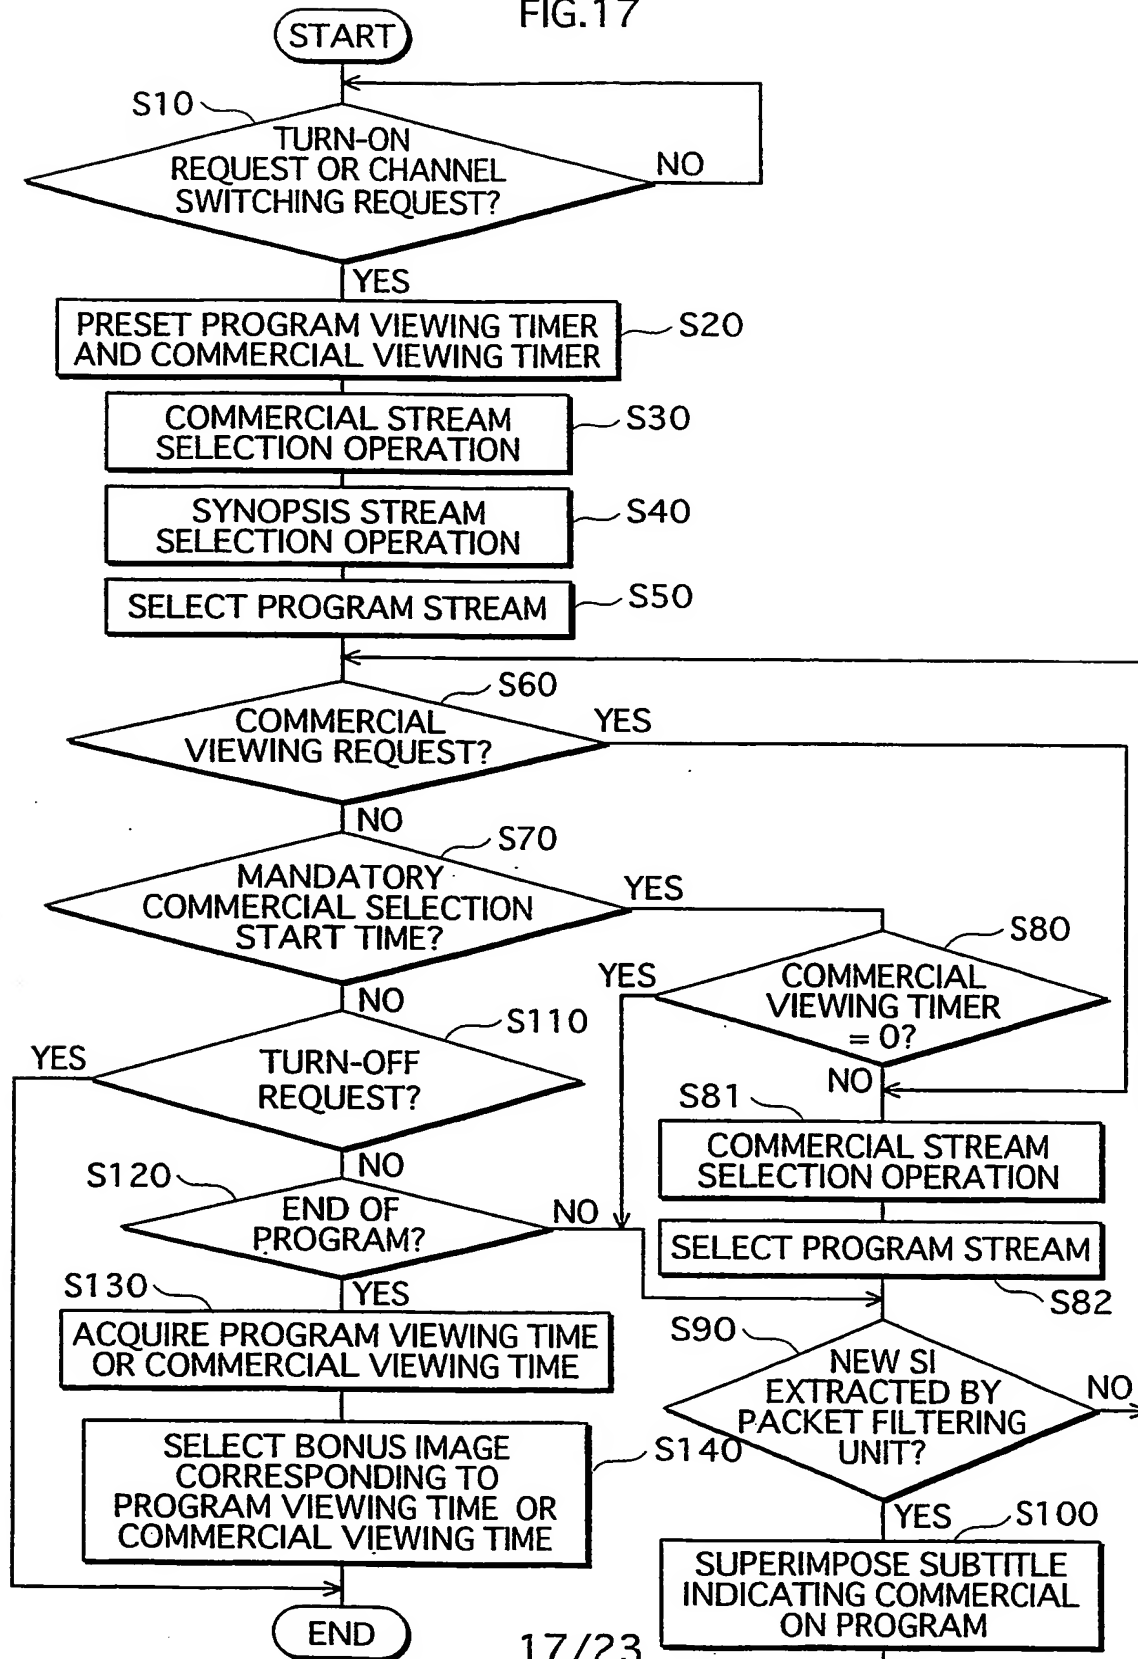 FIG.17
START
S10
TURN-ON
REQUEST OR CHANNEL
SWITCHING REQUEST?
NO
YES
PRESET PROGRAM VIEWING TIMER
AND COMMERCIAL VIEWING TIMER
S20
COMMERCIAL STREAM
SELECTION OPERATION
S30
SYNOPSIS STREAM
SELECTION OPERATION
S40
SELECT PROGRAM STREAM
S50
S60
COMMERCIAL
VIEWING REQUEST?
YES
NO
S70
MANDATORY
COMMERCIAL SELECTION
START TIME?
YES
NO
S80
COMMERCIAL
VIEWING TIMER
= 0?
YES
NO
S110
TURN-OFF
REQUEST?
YES
NO
S81
COMMERCIAL STREAM
SELECTION OPERATION
S120
END OF
PROGRAM?
NO
YES
SELECT PROGRAM STREAM
S82
S130
ACQUIRE PROGRAM VIEWING TIME
OR COMMERCIAL VIEWING TIME
S90
NEW SI
EXTRACTED BY
PACKET FILTERING
UNIT?
NO
YES
SELECT BONUS IMAGE
CORRESPONDING TO
PROGRAM VIEWING TIME OR
COMMERCIAL VIEWING TIME
S140
S100
SUPERIMPOSE SUBTITLE
INDICATING COMMERCIAL
ON PROGRAM
END
17/23